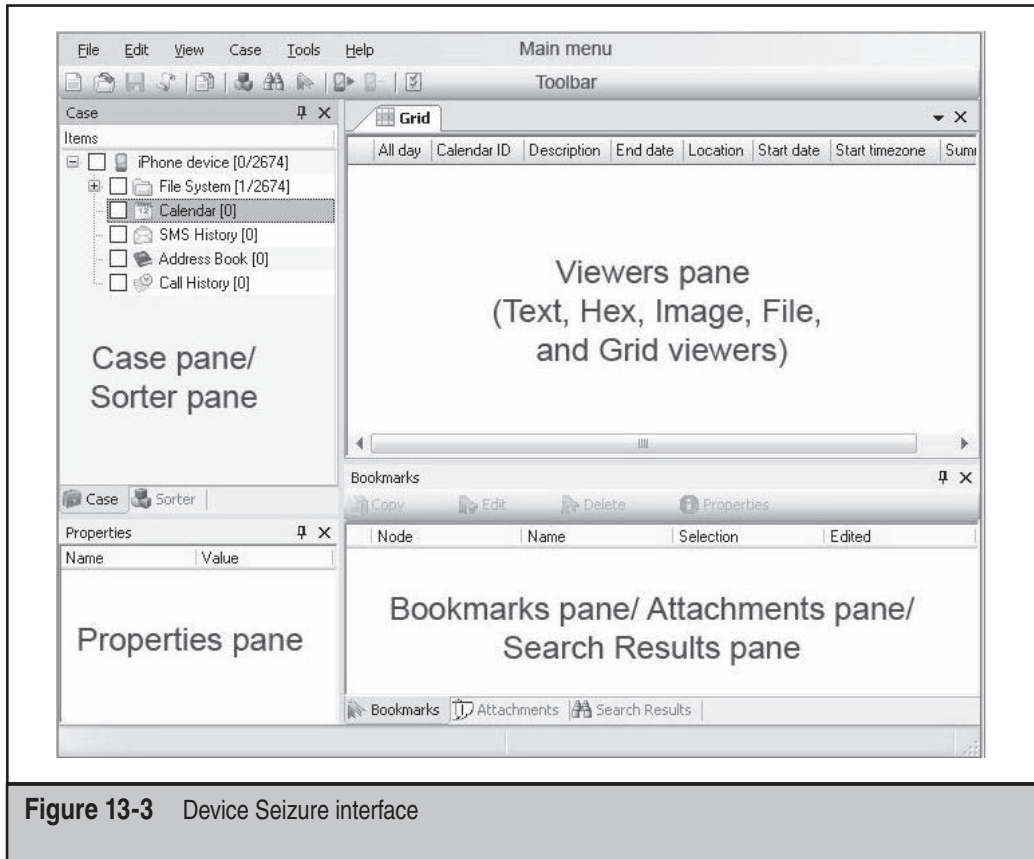 File Edit View Case Tools Help Main menu
Toolbar
Case
Items
iPhone device [0/2674]
File System [1/2674]
Calendar [0]
SMS History [0]
Address Book [0]
Call History [0]
Case pane/
Sorter pane
Case Sorter
Grid
All day Calendar ID Description End date Location Start date Start timezone Sum
Viewers pane
(Text, Hex, Image, File,
and Grid viewers)
Properties
Name Value
Properties pane
Bookmarks
Copy Edit Delete Properties
Node Name Selection Edited
Bookmarks pane/ Attachments pane/
Search Results pane
Bookmarks Attachments Search Results
Figure 13-3 Device Seizure interface